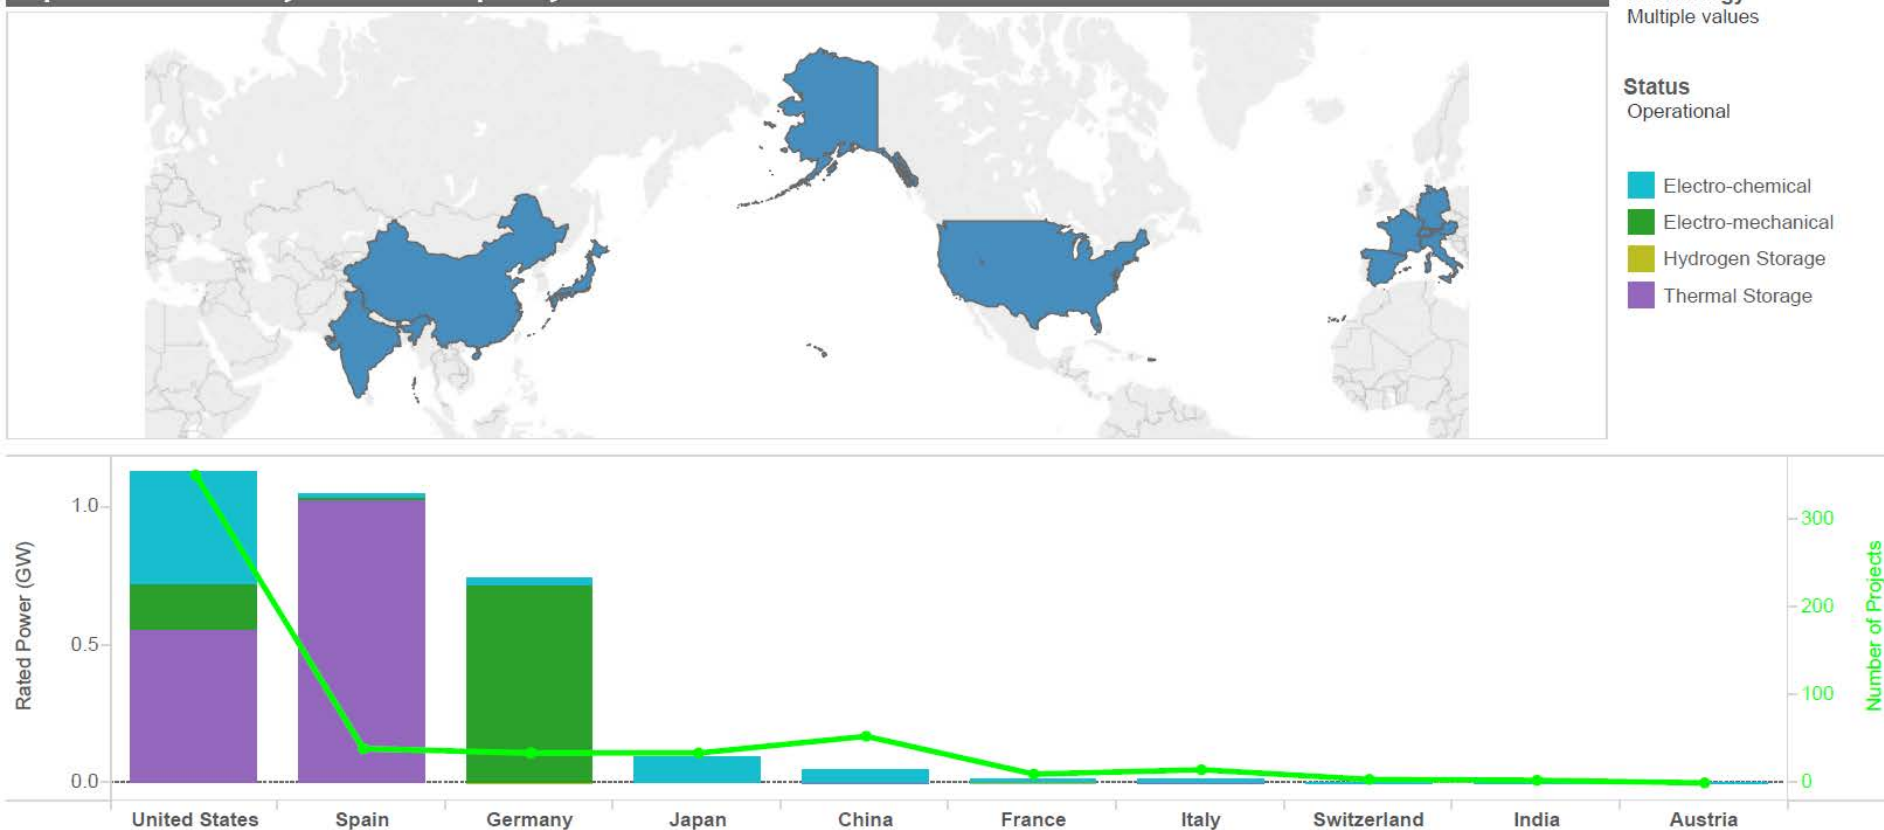 Multiple values
Status
Operational
Electro-chemical
Electro-mechanical
Hydrogen Storage
Thermal Storage
Rated Power (GW)
1.0
0.5
0.0
300
200
100
0
Number of Projects
United States
Spain
Germany
Japan
China
France
Italy
Switzerland
India
Austria